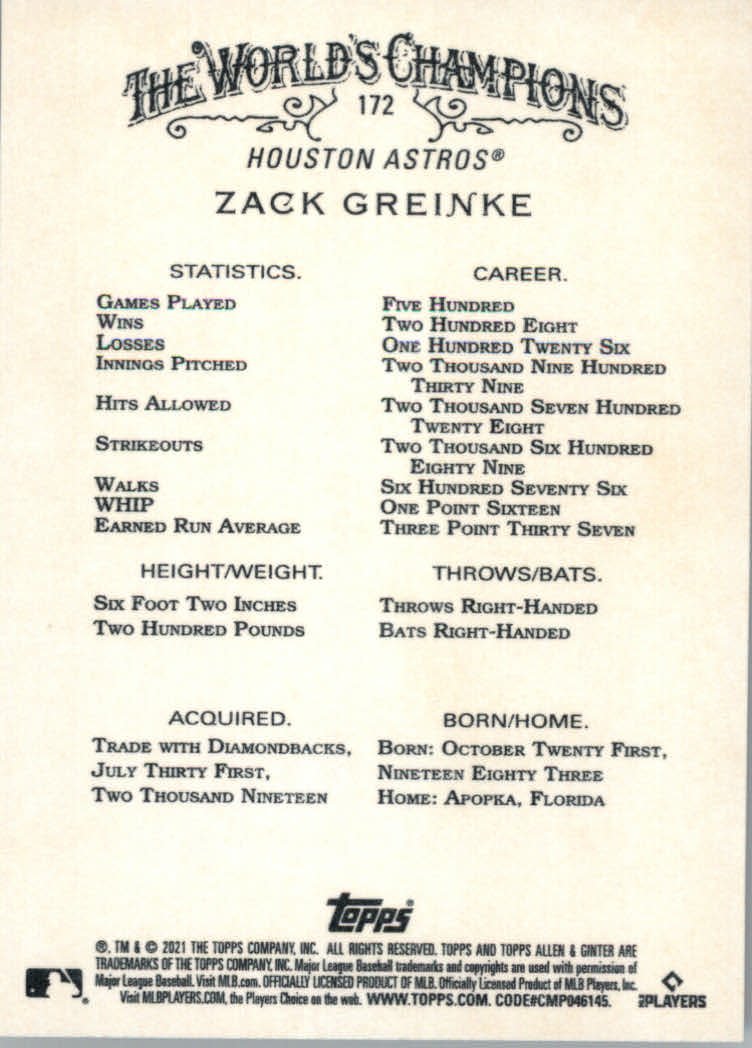 THE WORLD'S CHAMPIONS
172
HOUSTON ASTROS®
ZACK GREINKE
STATISTICS. CAREER.
GAMES PLAYED FIVE HUNDRED
WINS TWO HUNDRED EIGHT
LOSSES ONE HUNDRED TWENTY SIX
INNINGS PITCHED TWO THOUSAND NINE HUNDRED
THIRTY NINE
HITS ALLOWED TWO THOUSAND SEVEN HUNDRED
TWENTY EIGHT
STRIKEOUTS TWO THOUSAND SIX HUNDRED
EIGHTY NINE
WALKS SIX HUNDRED SEVENTY SIX
WHIP ONE POINT SIXTEEN
EARNED RUN AVERAGE THREE POINT THIRTY SEVEN
HEIGHT/WEIGHT. THROWS/BATS.
SIX FOOT TWO INCHES THROWS RIGHT-HANDED
TWO HUNDRED POUNDS BATS RIGHT-HANDED
ACQUIRED. BORN/HOME.
TRADE WITH DIAMONDBACKS, BORN: OCTOBER TWENTY FIRST,
JULY THIRTY FIRST, NINETEEN EIGHTY THREE
TWO THOUSAND NINETEEN HOME: APOPKA, FLORIDA
Topps®
®, TM & © 2021 THE TOPPS COMPANY, INC. ALL RIGHTS RESERVED. TOPPS AND TOPPS ALLEN & GINTER ARE
TRADEMARKS OF THE TOPPS COMPANY, INC. Major League Baseball trademarks and copyrights are used with permission of
Major League Baseball. Visit MLB.com. OFFICIALLY LICENSED PRODUCT OF MLB. Officially Licensed Product of MLB Players, Inc.
Visit MLBPLAYERS.COM, the Players Choice on the web. WWW.TOPPS.COM. CODE#CMP046145.
PLAYERS